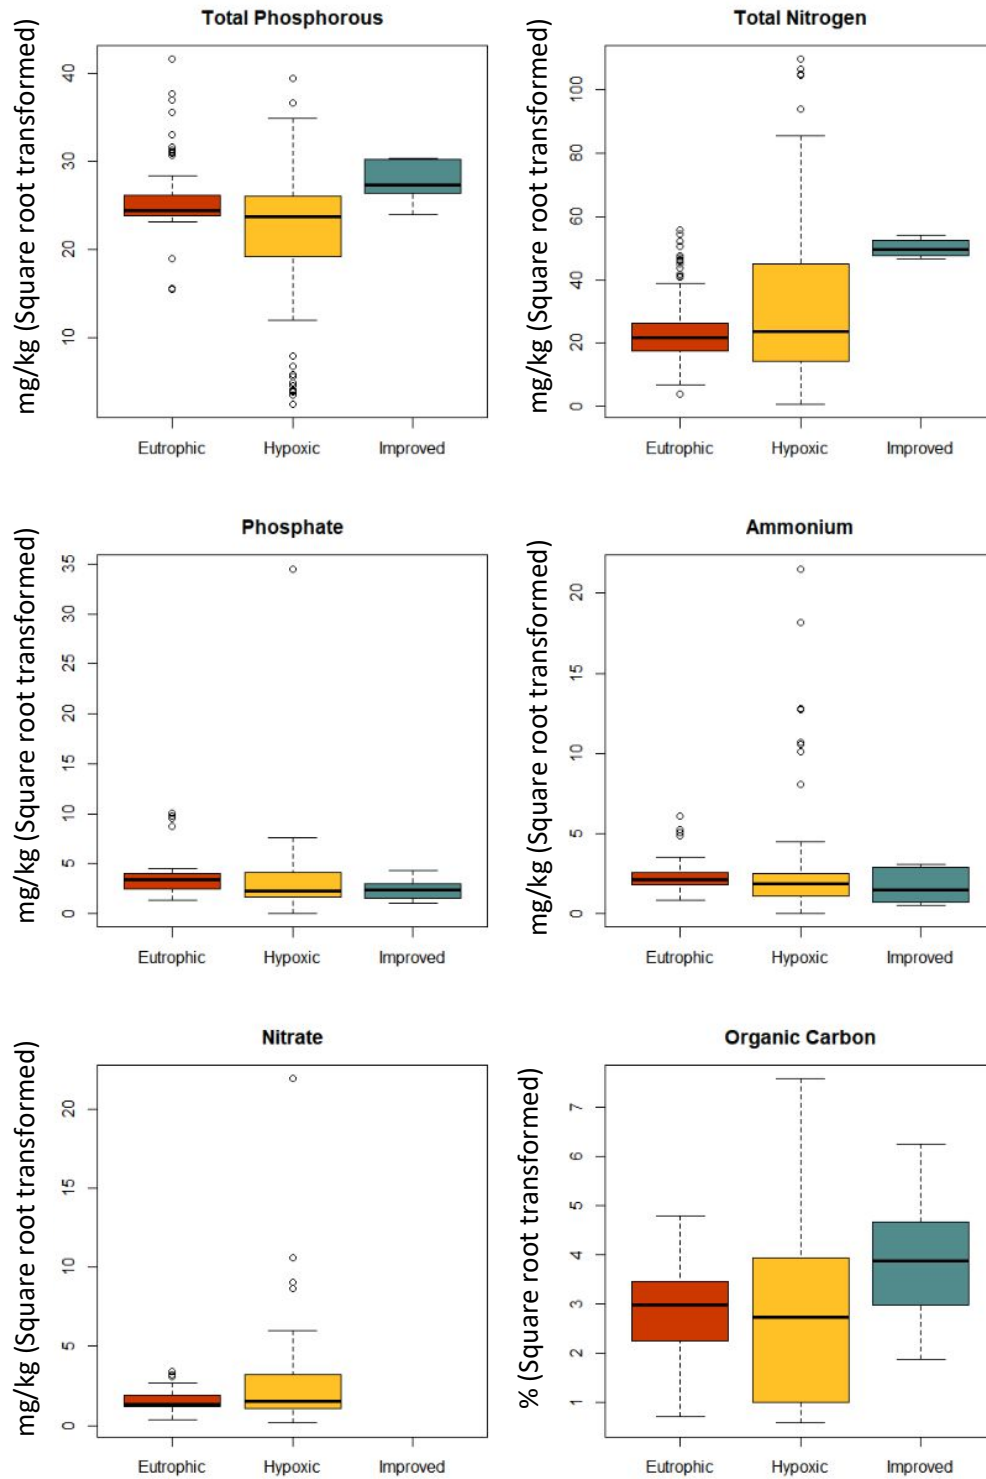 Total Phosphorous
mg/kg (Square root transformed)
40
30
20
10
Eutrophic Hypoxic Improved
Total Nitrogen
mg/kg (Square root transformed)
100
80
60
40
20
0
Eutrophic Hypoxic Improved
Phosphate
mg/kg (Square root transformed)
35
30
25
20
15
10
5
0
Eutrophic Hypoxic Improved
Ammonium
mg/kg (Square root transformed)
20
15
10
5
0
Eutrophic Hypoxic Improved
Nitrate
mg/kg (Square root transformed)
20
15
10
5
0
Eutrophic Hypoxic Improved
Organic Carbon
% (Square root transformed)
7
6
5
4
3
2
1
Eutrophic Hypoxic Improved